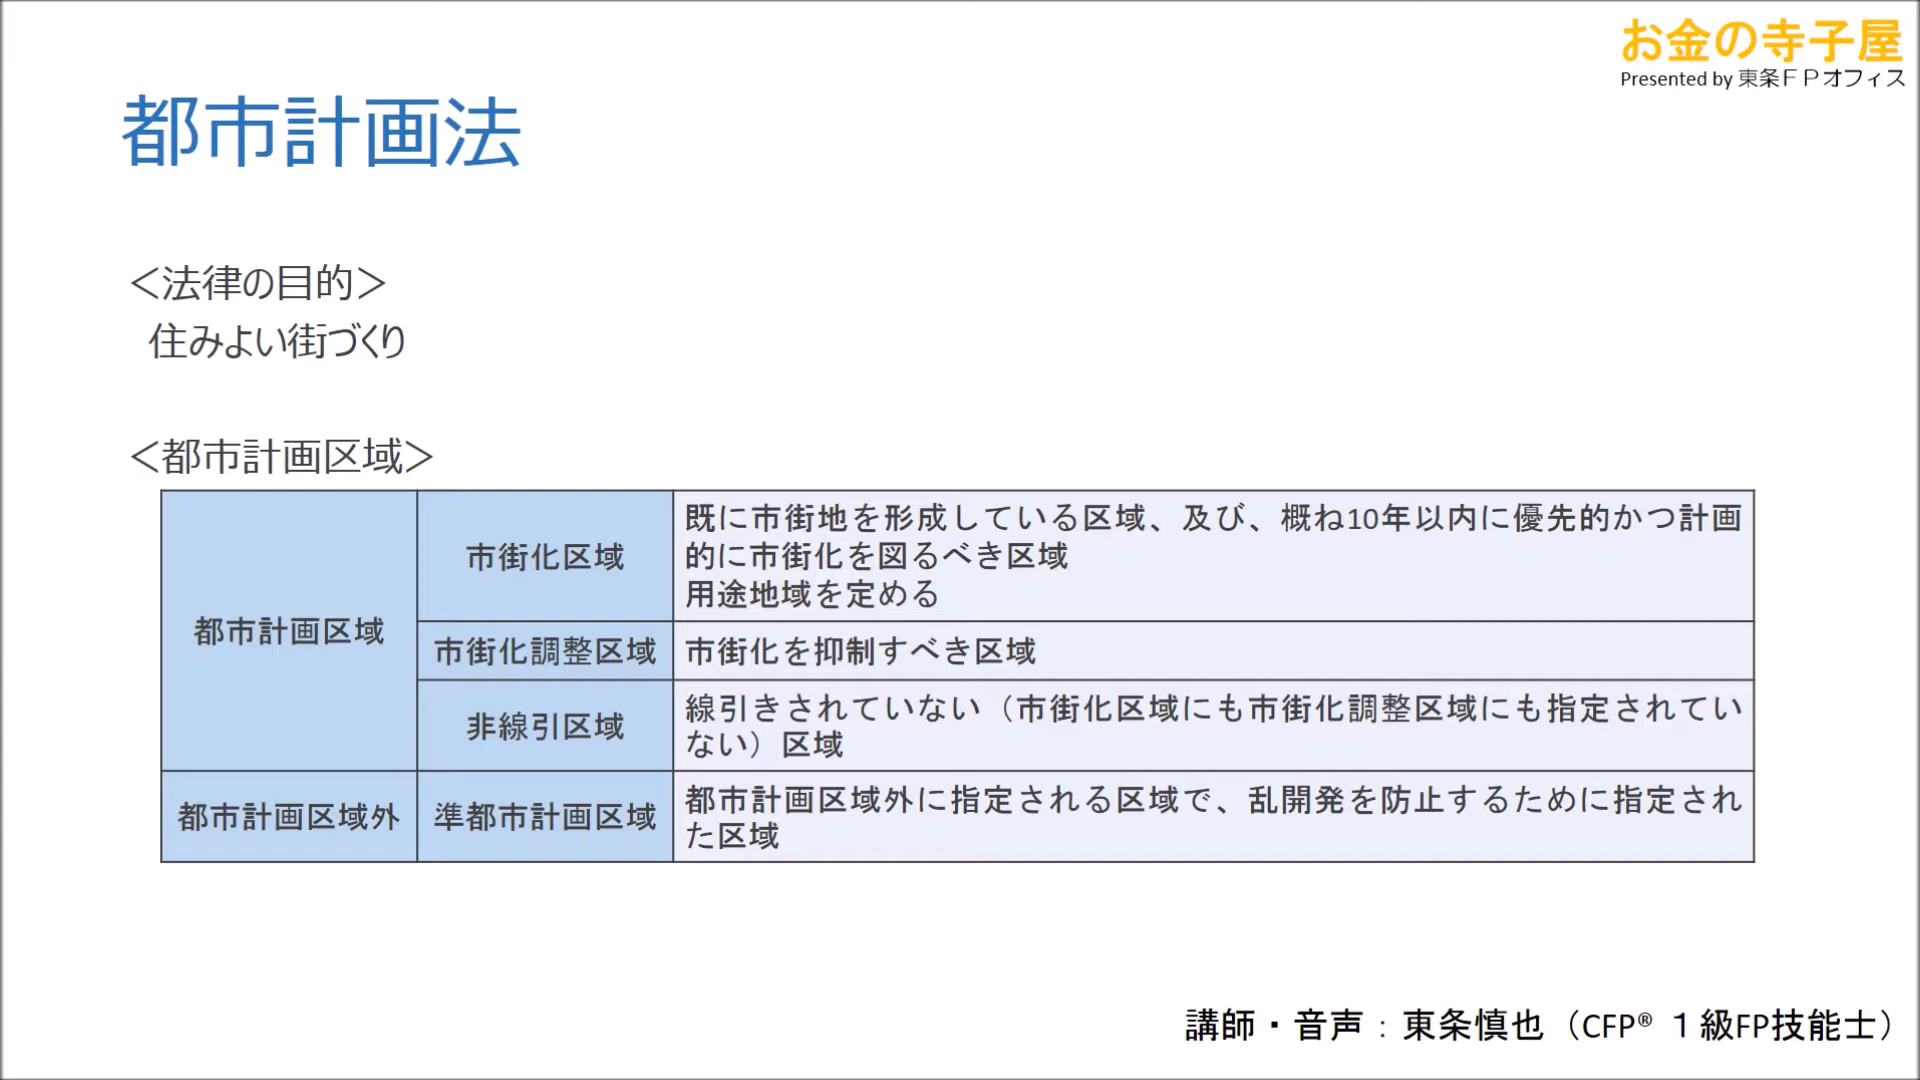 お金の寺子屋
Presented by 東条ＦＰオフィス
都市計画法
＜法律の目的＞
住みよい街づくり
＜都市計画区域＞
都市計画区域
市街化区域
既に市街地を形成している区域、及び、概ね10年以内に優先的かつ計画
的に市街化を図るべき区域
用途地域を定める
市街化調整区域
市街化を抑制すべき区域
非線引区域
線引きされていない（市街化区域にも市街化調整区域にも指定されてい
ない）区域
都市計画区域外
準都市計画区域
都市計画区域外に指定される区域で、乱開発を防止するために指定され
た区域
講師・音声：東条慎也（CFP® １級FP技能士）